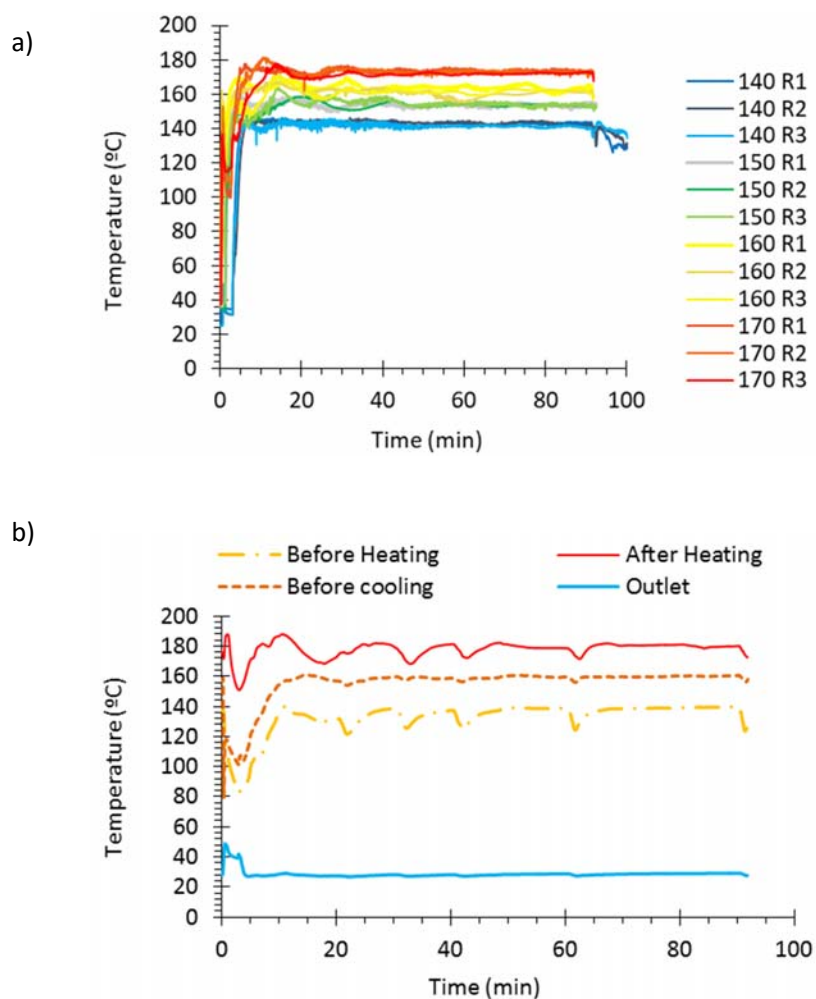 a)
200
180
160
140
120
100
80
60
40
20
0
Temperature (ºC)
0 20 40 60 80 100
Time (min)
140 R1
140 R2
140 R3
150 R1
150 R2
150 R3
160 R1
160 R2
160 R3
170 R1
170 R2
170 R3
b)
Before Heating After Heating
Before cooling Outlet
200
180
160
140
120
100
80
60
40
20
0
Temperature (ºC)
0 20 40 60 80 100
Time (min)